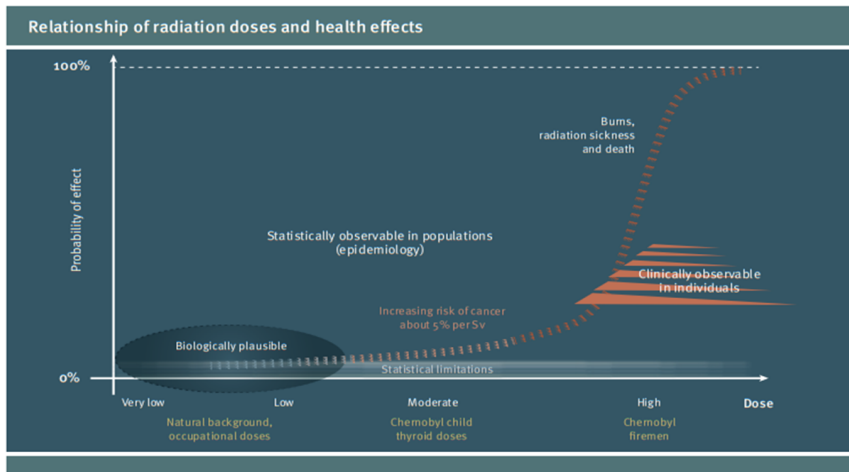 Relationship of radiation doses and health effects
100%
Burns,
radiation sickness
and death
Probability of effect
Statistically observable in populations
(epidemiology)
Clinically observable
in individuals
Increasing risk of cancer
about 5% per Sv
Biologically plausible
Statistical limitations
0%
Very low
Low
Moderate
High
Dose
Natural background,
occupational doses
Chernobyl child
thyroid doses
Chernobyl
firemen